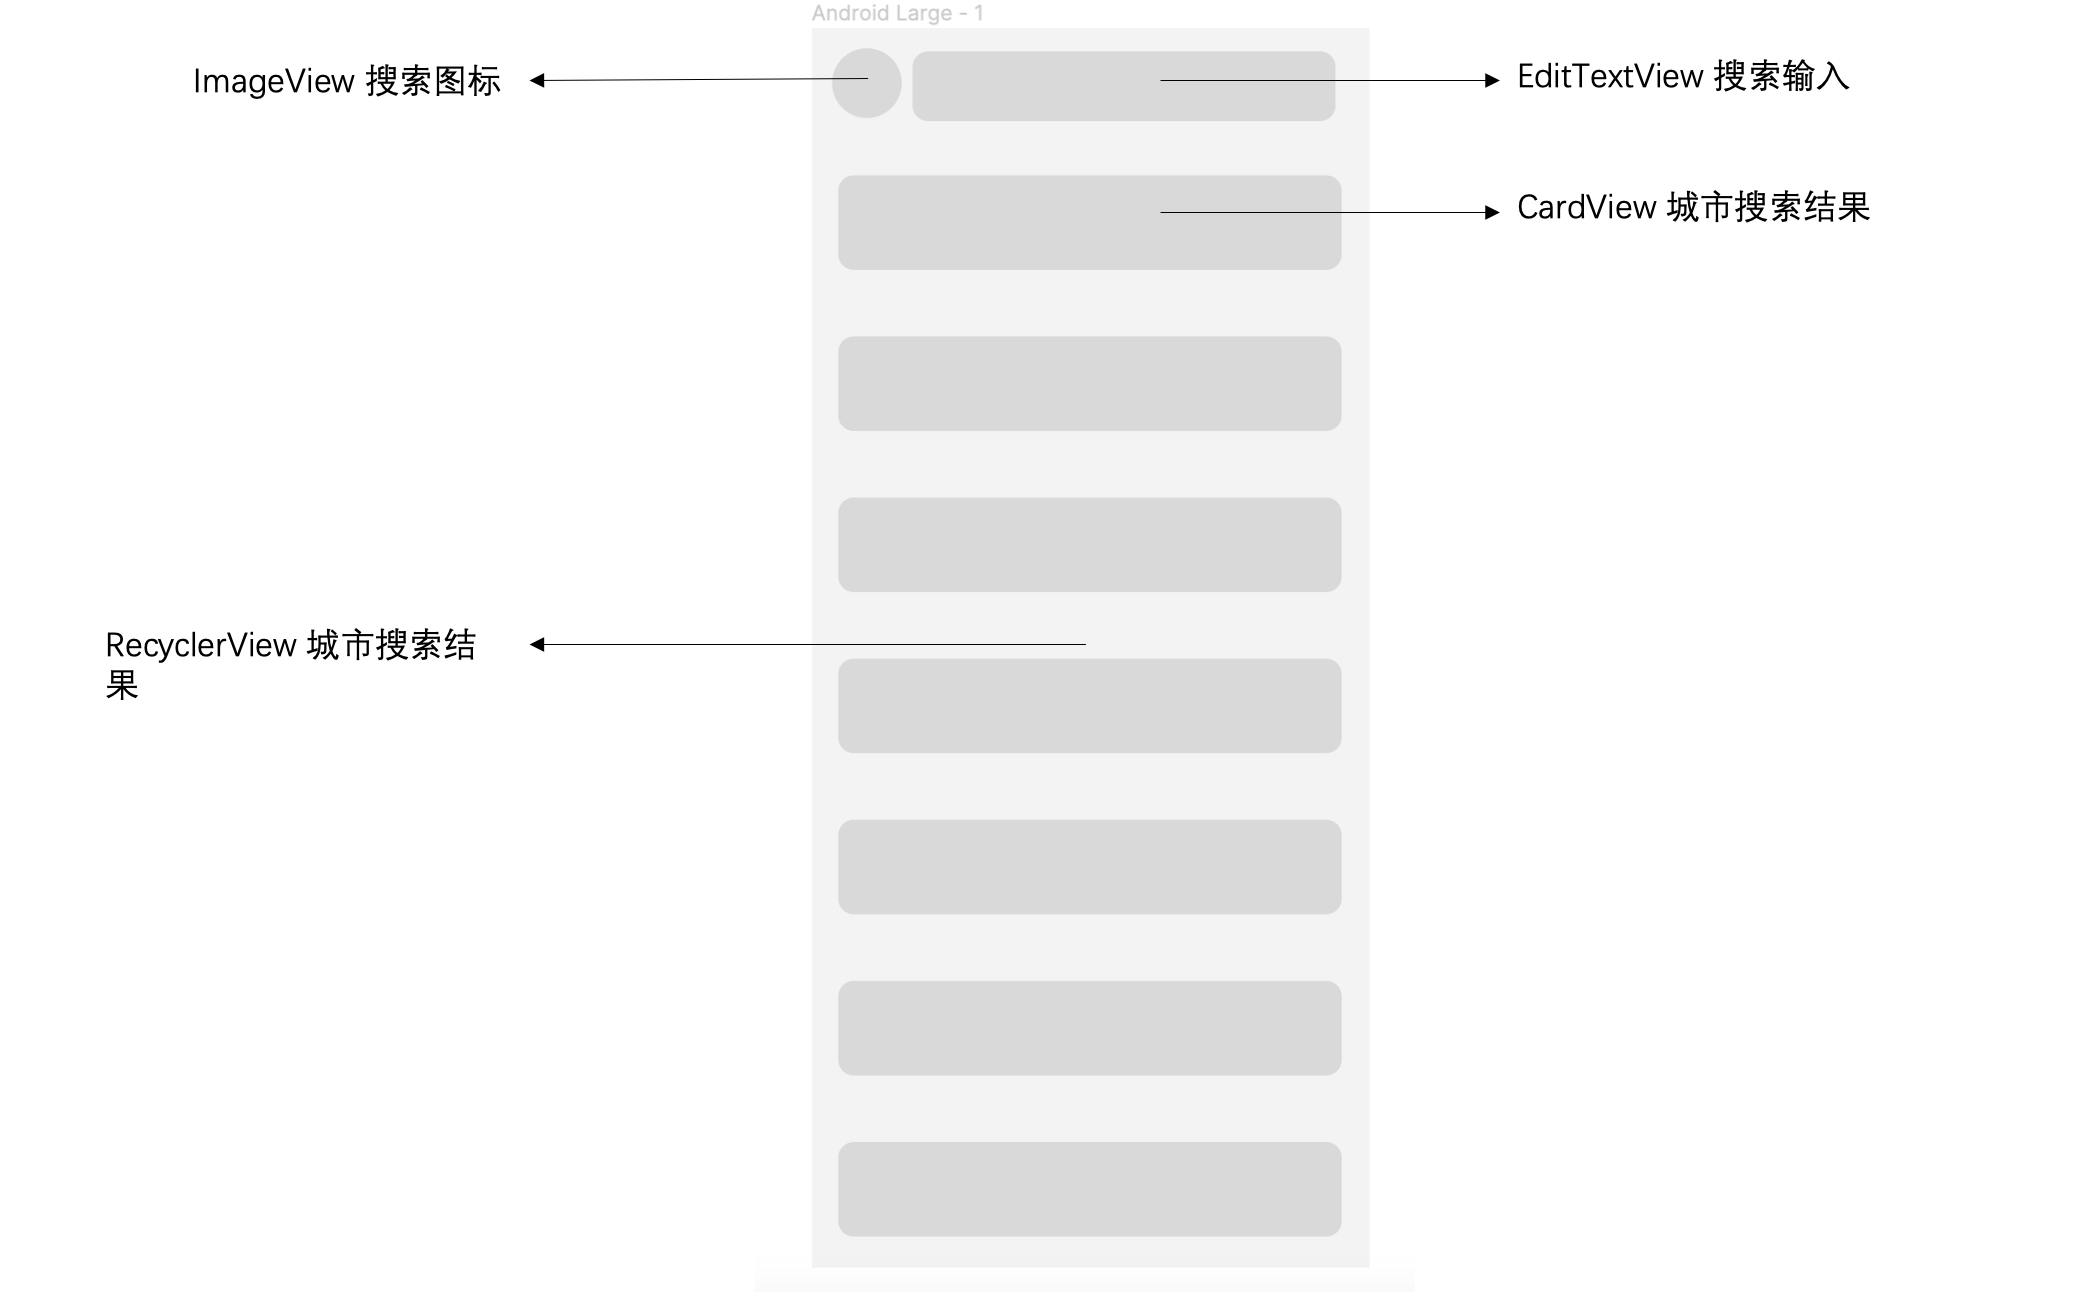 Android Large - 1
ImageView 搜索图标
EditTextView 搜索输入
CardView 城市搜索结果
RecyclerView 城市搜索结
果